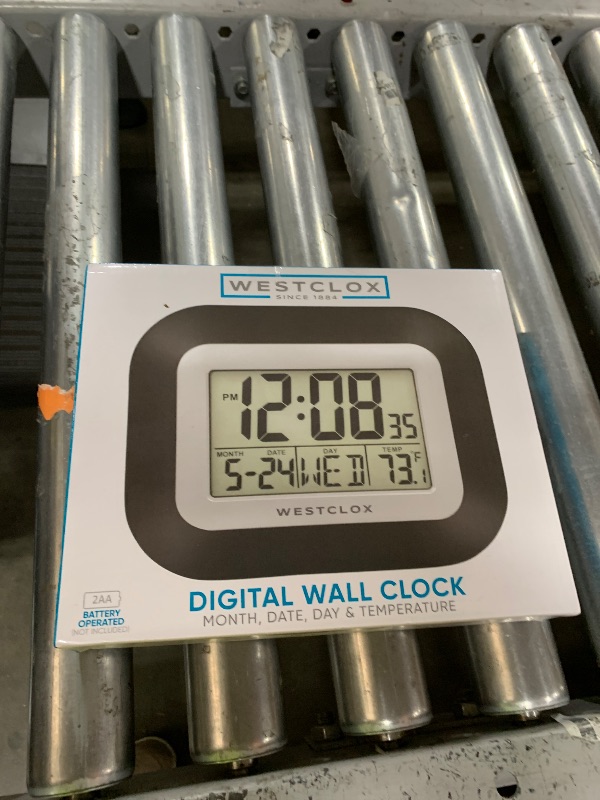 WESTCLOX
SINCE 1884
PM 12:08 35
MONTH DATE DAY TEMP
5-24 WED 73.1 °F
WESTCLOX
2AA
BATTERY
OPERATED
(NOT INCLUDED)
DIGITAL WALL CLOCK
MONTH, DATE, DAY & TEMPERATURE